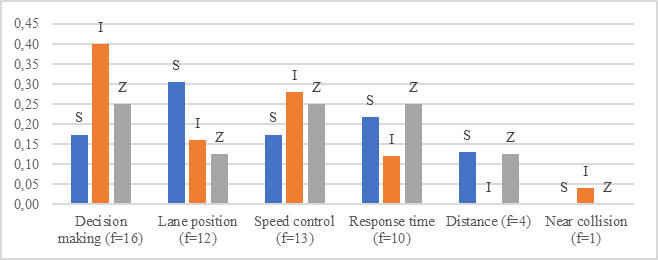 0,45
0,40
0,35
0,30
0,25
0,20
0,15
0,10
0,05
0,00
S I Z
S I Z
S I Z
S I Z
S I Z
S I Z
Decision
making (f=16)
Lane position
(f=12)
Speed control
(f=13)
Response time
(f=10)
Distance (f=4)
Near collision
(f=1)